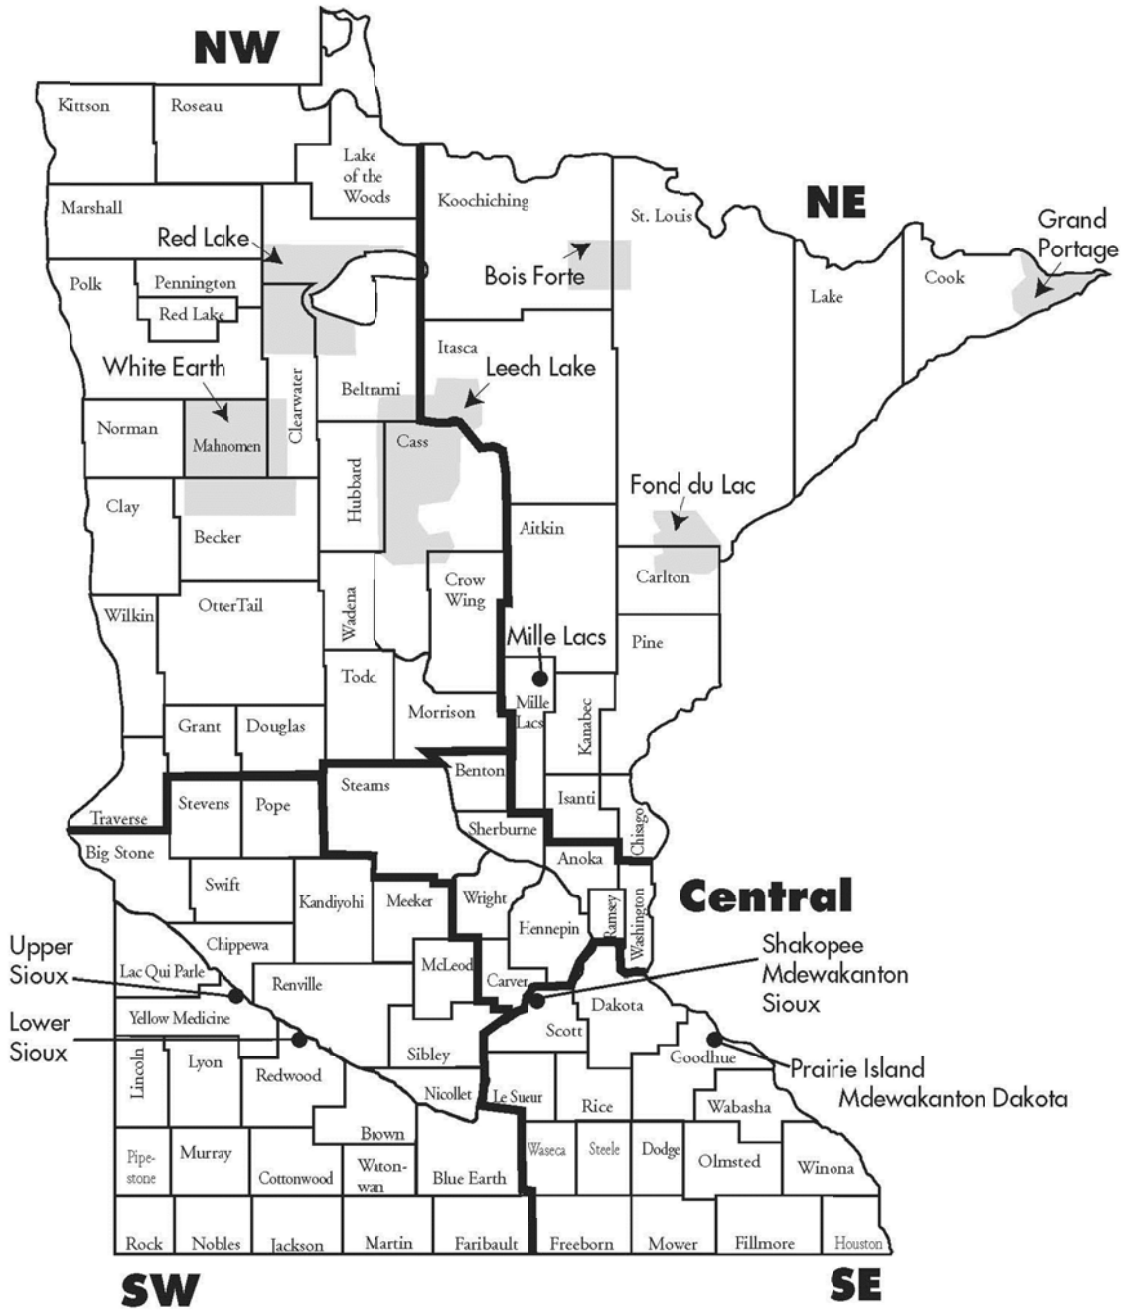 NW
Kittson
Roseau
Lake
of the
Woods
Koochiching
St. Louis
NE
Grand
Portage
Marshall
Red Lake
Bois Forte
Cook
Lake
Polk
Pennington
Red Lake
Itasca
White Earth
Leech Lake
Clearwater
Beltrami
Norman
Mahnomen
Cass
Hubbard
Fond du Lac
Clay
Becker
Aitkin
Carlton
Crow
Wing
Wilkin
OtterTail
Wadena
Mille Lacs
Pine
Todd
Mille
Lacs
Kanabec
Morrison
Grant
Douglas
Benton
Stearns
Isanti
Stevens
Pope
Traverse
Sherburne
Chisago
Big Stone
Anoka
Swift
Kandiyohi
Meeker
Wright
Hennepin
Ramsey
Washington
Central
Chippewa
Upper
Sioux
Lac Qui Parle
Renville
McLeod
Carver
Shakopee
Mdewakanton
Sioux
Yellow Medicine
Dakota
Lower
Sioux
Scott
Sibley
Goodhue
Lincoln
Lyon
Redwood
Prairie Island
Mdewakanton Dakota
Nicollet
Le Sueur
Rice
Wabasha
Brown
Pipe-
stone
Murray
Cottonwood
Waton-
wan
Blue Earth
Waseca
Steele
Dodge
Olmsted
Winona
Rock
Nobles
Jackson
Martin
Faribault
Freeborn
Mower
Fillmore
Houston
SW
SE